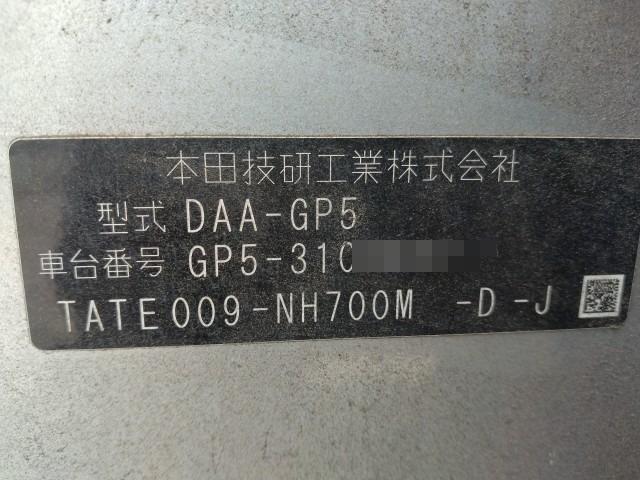 本田技研工業株式会社
型式 DAA-GP5
車台番号 GP5-310
TATE009-NH700M -D-J